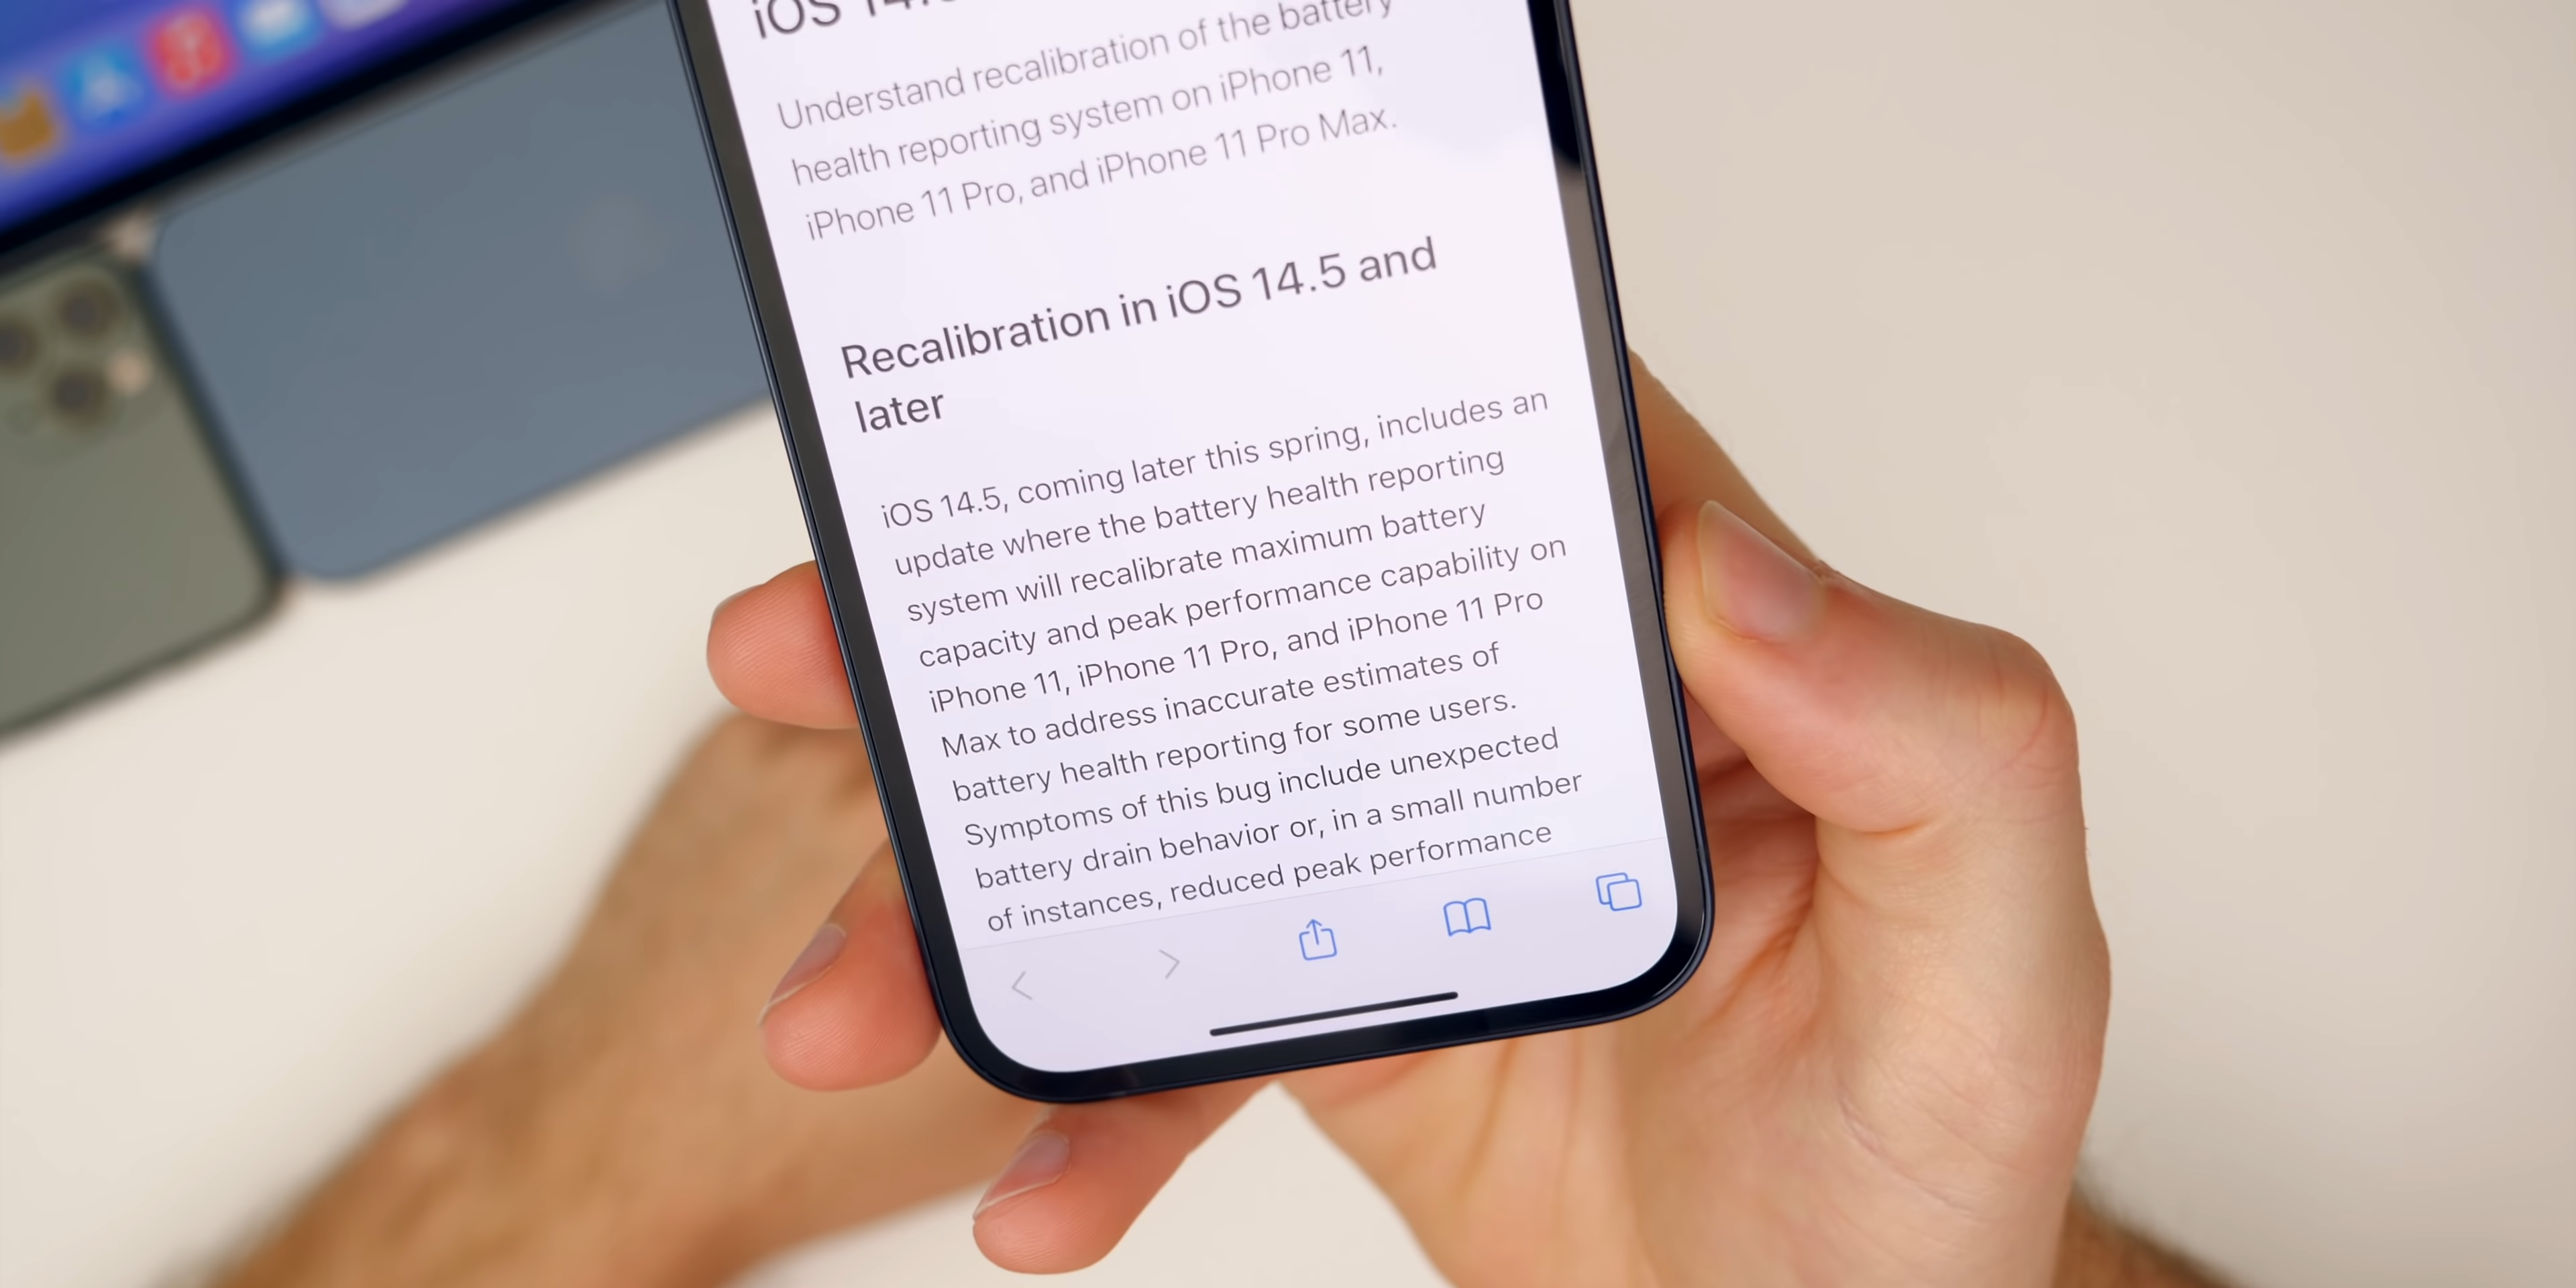 iOS 14.
Understand recalibration of the battery
health reporting system on iPhone 11,
iPhone 11 Pro, and iPhone 11 Pro Max.
Recalibration in iOS 14.5 and
later
iOS 14.5, coming later this spring, includes an
update where the battery health reporting
system will recalibrate maximum battery
capacity and peak performance capability on
iPhone 11, iPhone 11 Pro, and iPhone 11 Pro
Max to address inaccurate estimates of
battery health reporting for some users.
Symptoms of this bug include unexpected
battery drain behavior or, in a small number
of instances, reduced peak performance